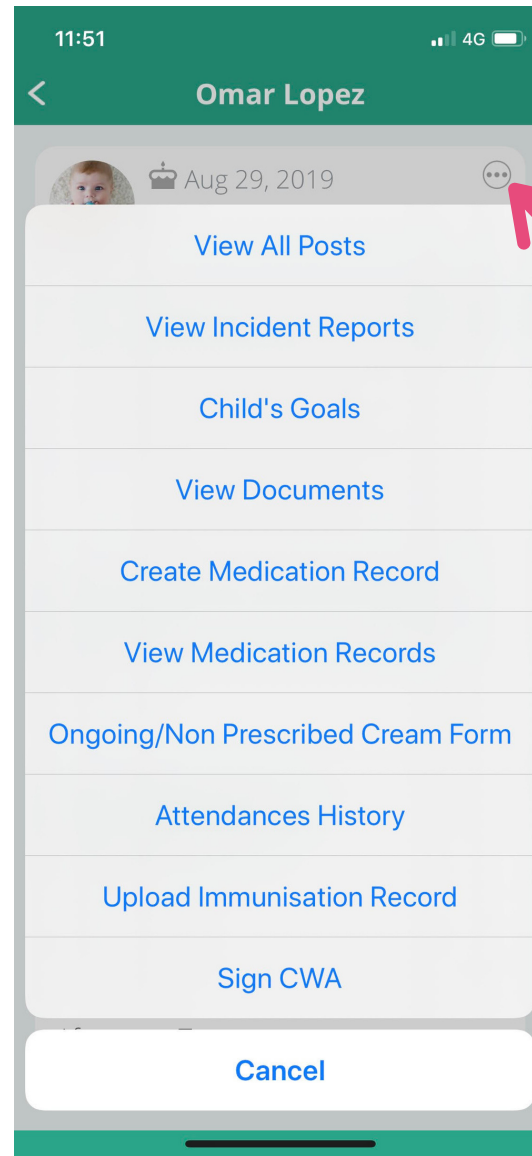 11:51
4G
Omar Lopez
Aug 29, 2019
View All Posts
View Incident Reports
Child's Goals
View Documents
Create Medication Record
View Medication Records
Ongoing/Non Prescribed Cream Form
Attendances History
Upload Immunisation Record
Sign CWA
Cancel